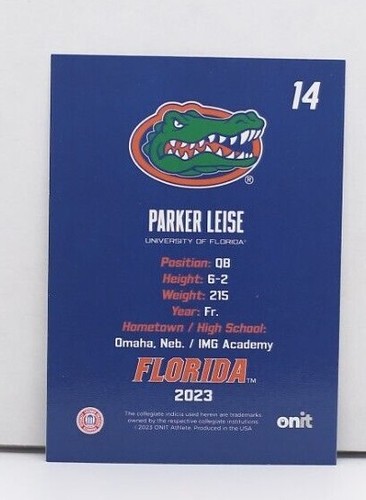 14
PARKER LEISE
UNIVERSITY OF FLORIDA®
Position: QB
Height: 6-2
Weight: 215
Year: Fr.
Hometown / High School:
Omaha, Neb. / IMG Academy
FLORIDA™
2023
The collegiate indicia used herein are trademarks
owned by the respective collegiate institutions
©2023 ONIT Athlete. Produced in the USA
onit